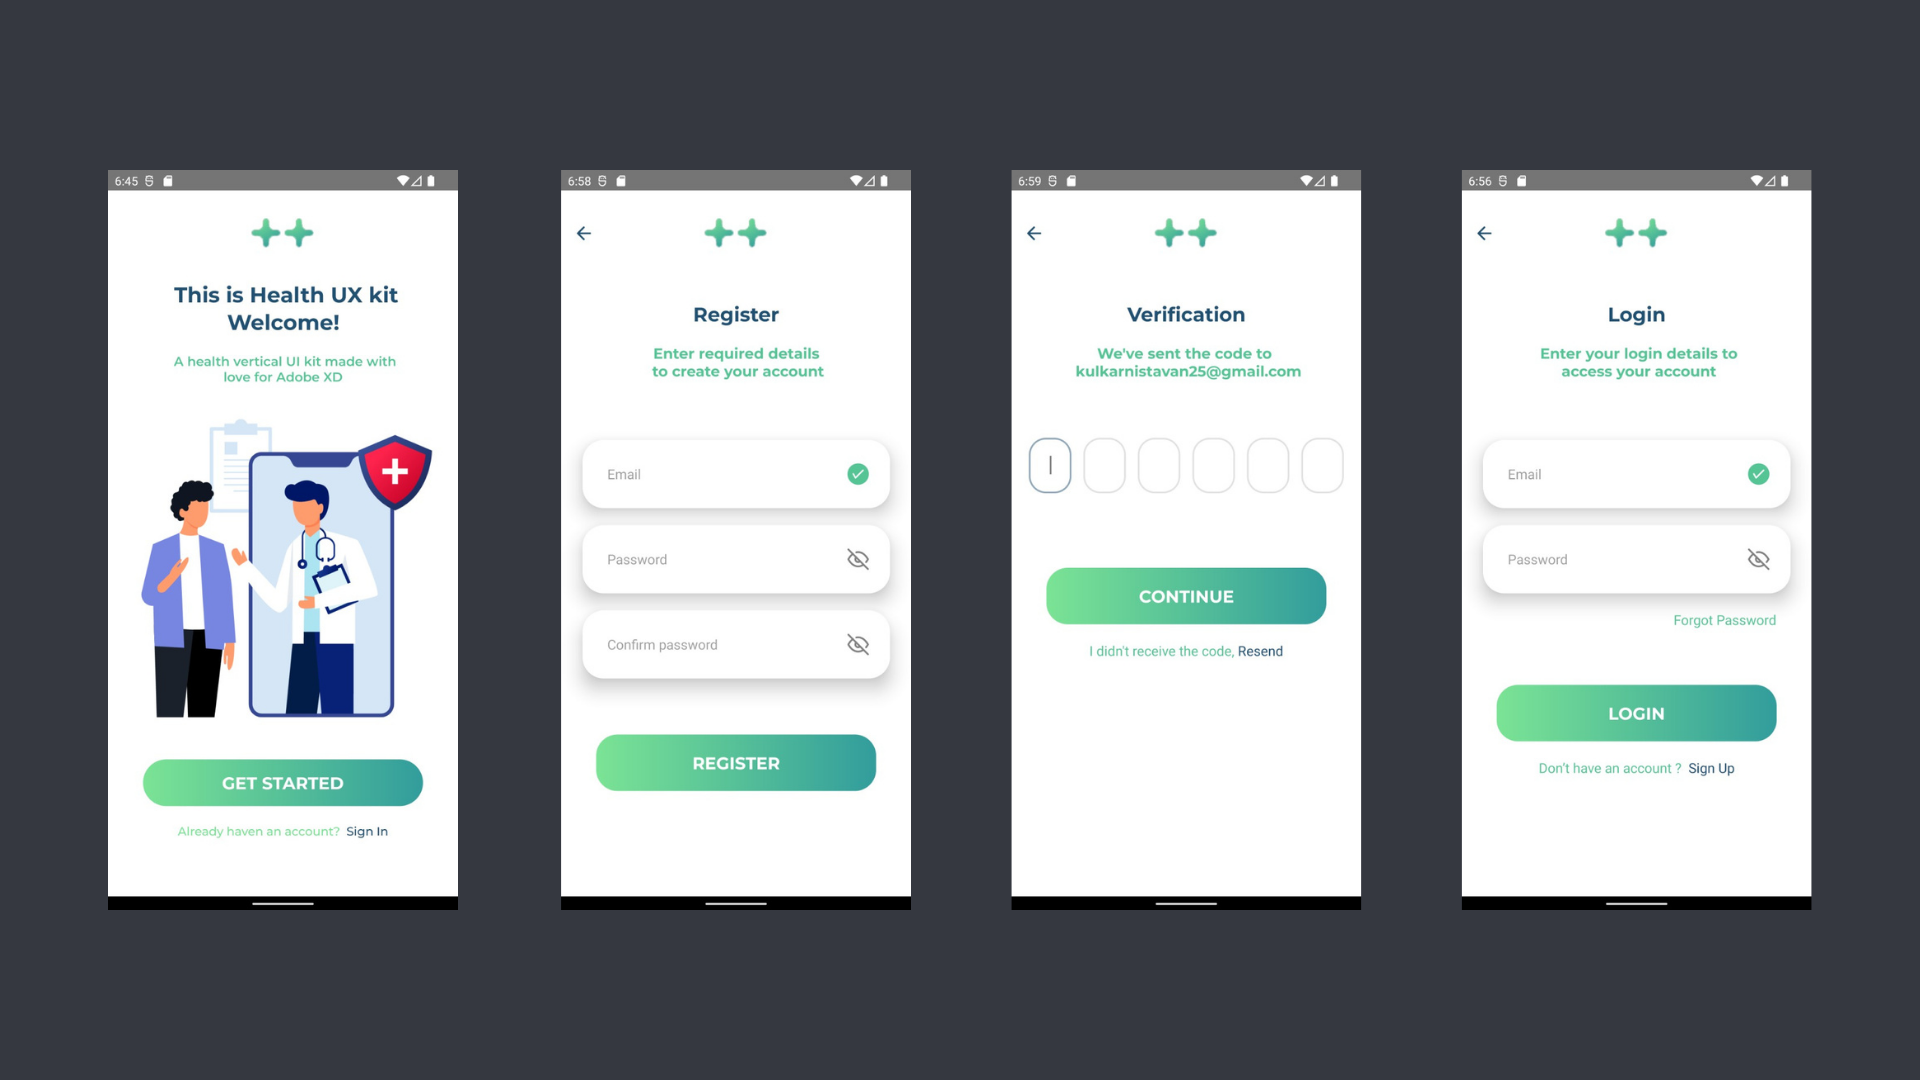 6:45
This is Health UX kit
Welcome!
A health vertical UI kit made with
love for Adobe XD
GET STARTED
Already haven an account? Sign In
6:58
Register
Enter required details
to create your account
Email
Password
Confirm password
REGISTER
6:59
Verification
We've sent the code to
kulkarnistavan25@gmail.com
CONTINUE
I didn't receive the code, Resend
6:56
Login
Enter your login details to
access your account
Email
Password
Forgot Password
LOGIN
Don't have an account ? Sign Up